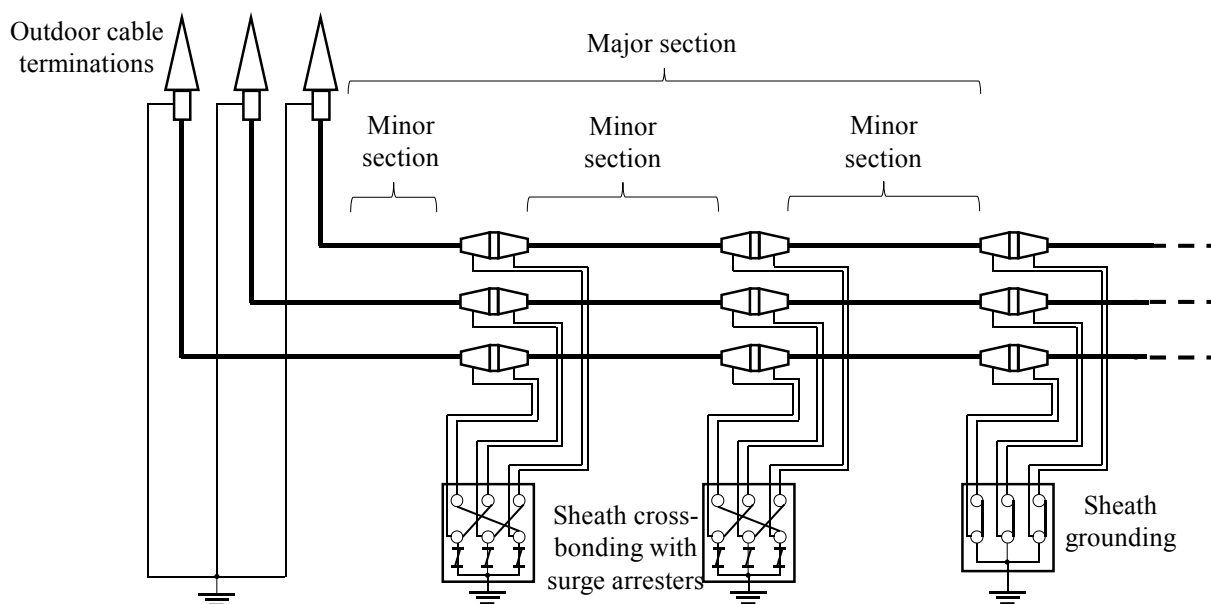 Outdoor cable
terminations
Major section
Minor
section
Minor
section
Minor
section
Sheath cross-
bonding with
surge arresters
Sheath
grounding